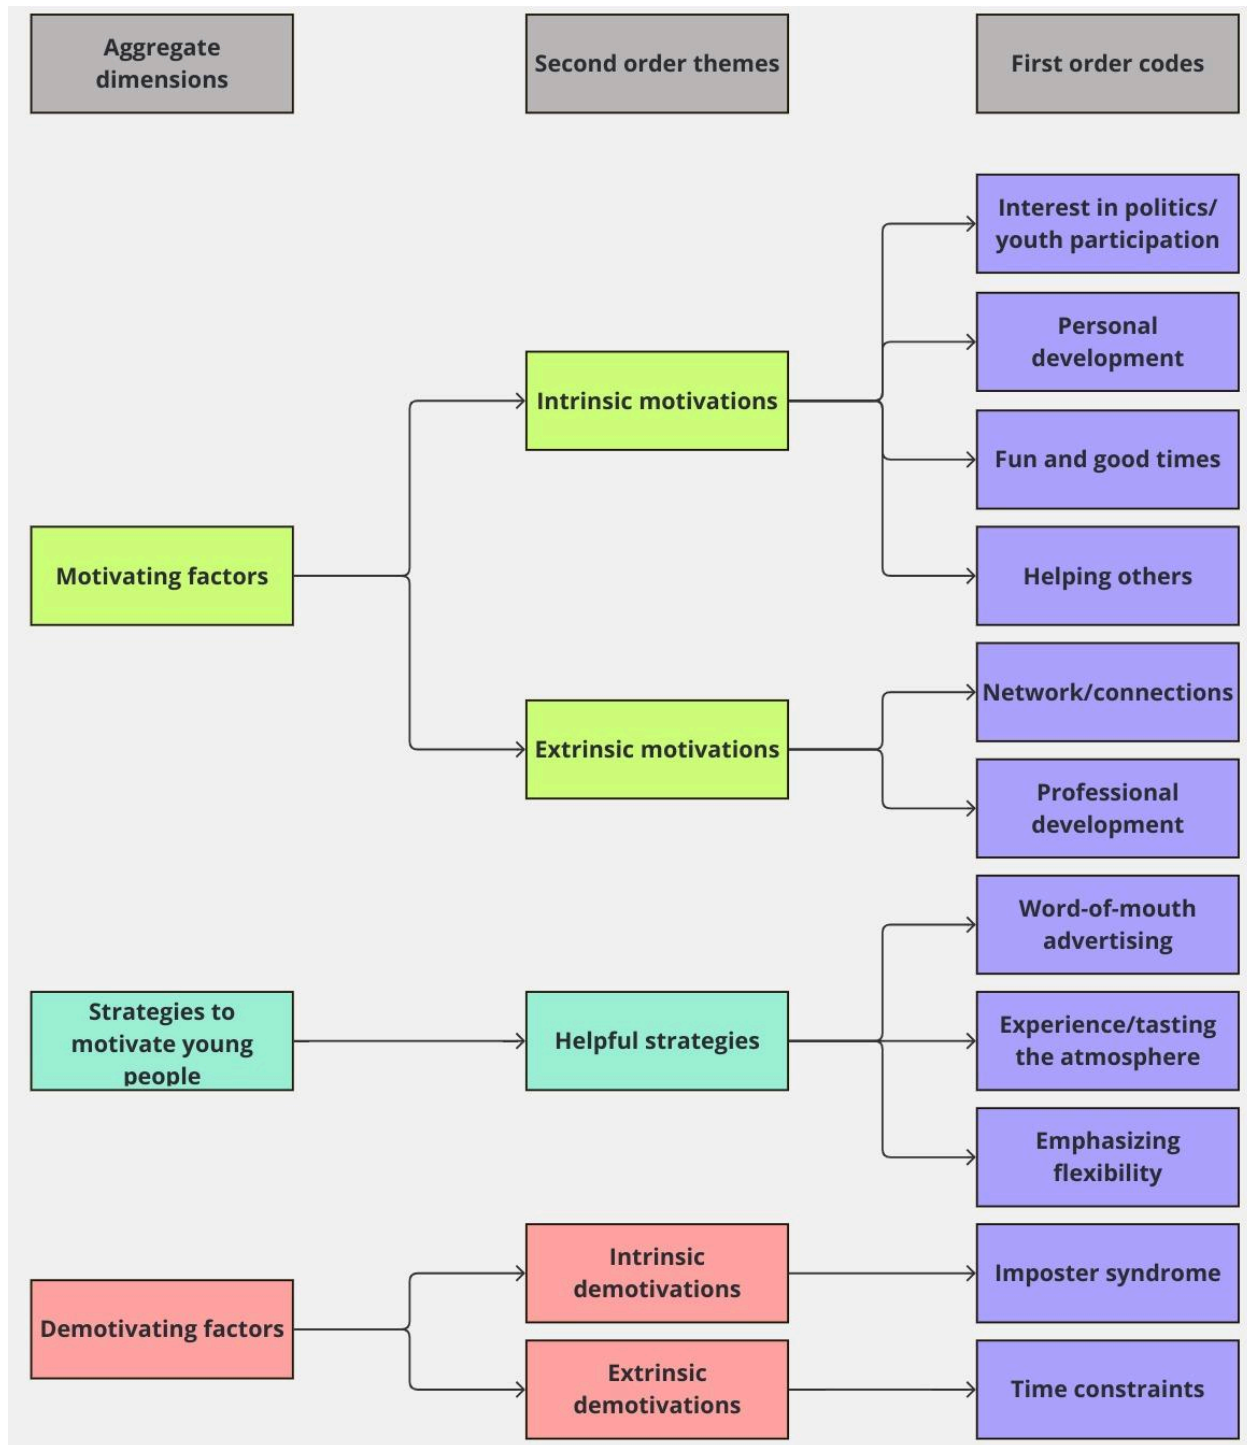 Aggregate
dimensions
Second order themes
First order codes
Interest in politics/
youth participation
Personal
development
Intrinsic motivations
Fun and good times
Motivating factors
Helping others
Network/connections
Extrinsic motivations
Professional
development
Word-of-mouth
advertising
Strategies to
motivate young
people
Helpful strategies
Experience/tasting
the atmosphere
Emphasizing
flexibility
Intrinsic
demotivations
Imposter syndrome
Demotivating factors
Extrinsic
demotivations
Time constraints